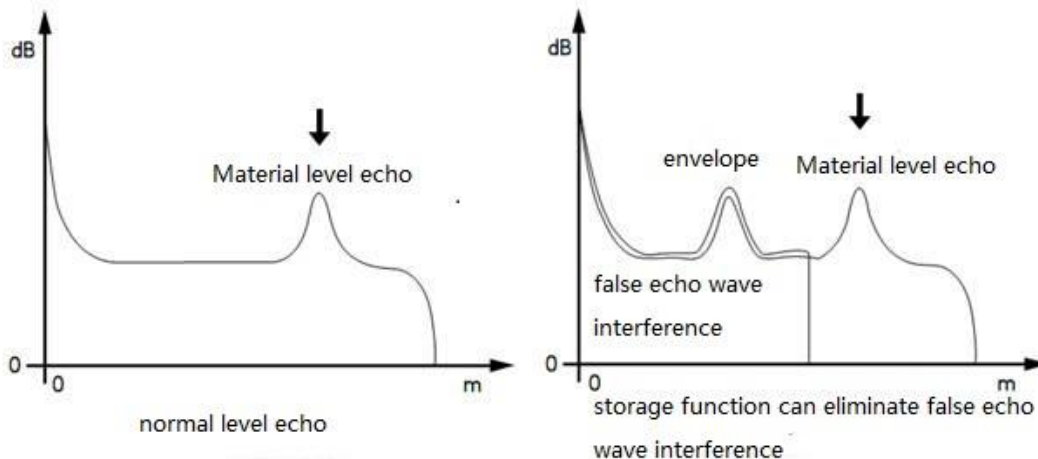 dB
Material level echo
0
0
m
normal level echo
dB
envelope
Material level echo
false echo wave
interference
0
0
m
storage function can eliminate false echo
wave interference